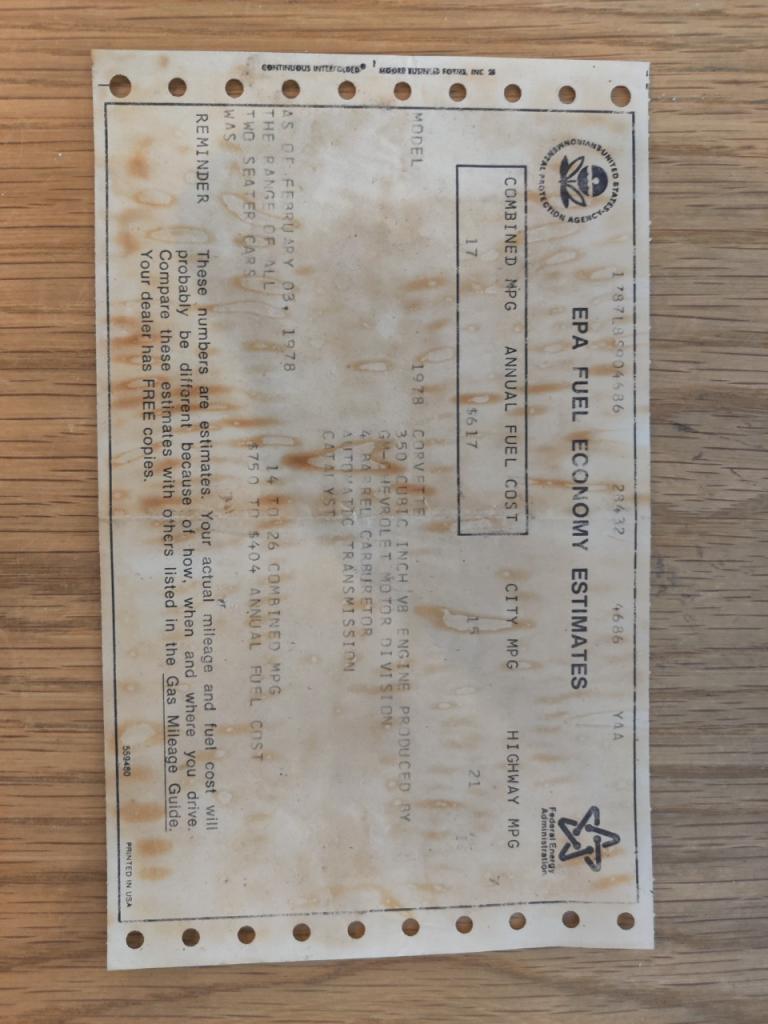 CONTINUOUS INTERFOLDED® MOORE BUSINESS FORMS, INC
1Z87L8S904686 4686 YAA
UNITED STATES ENVIRONMENTAL PROTECTION AGENCY
EPA FUEL ECONOMY ESTIMATES
Federal Energy
Administration
COMBINED MPG ANNUAL FUEL COST CITY MPG HIGHWAY MPG
17 $617 15 21
MODEL 1978 CORVETTE
350 CUBIC INCH V8 ENGINE PRODUCED BY
GM-CHEVROLET MOTOR DIVISION
4 BARREL CARBURETOR
AUTOMATIC TRANSMISSION
CATALYST
AS OF FEBRUARY 03, 1978
THE RANGE OF ALL 14 TO 26 COMBINED MPG
TWO SEATER CARS $750 TO $404 ANNUAL FUEL COST
WAS
REMINDER These numbers are estimates. Your actual mileage and fuel cost will
probably be different because of how, when and where you drive.
Compare these estimates with others listed in the Gas Mileage Guide.
Your dealer has FREE copies.
559480 PRINTED IN USA